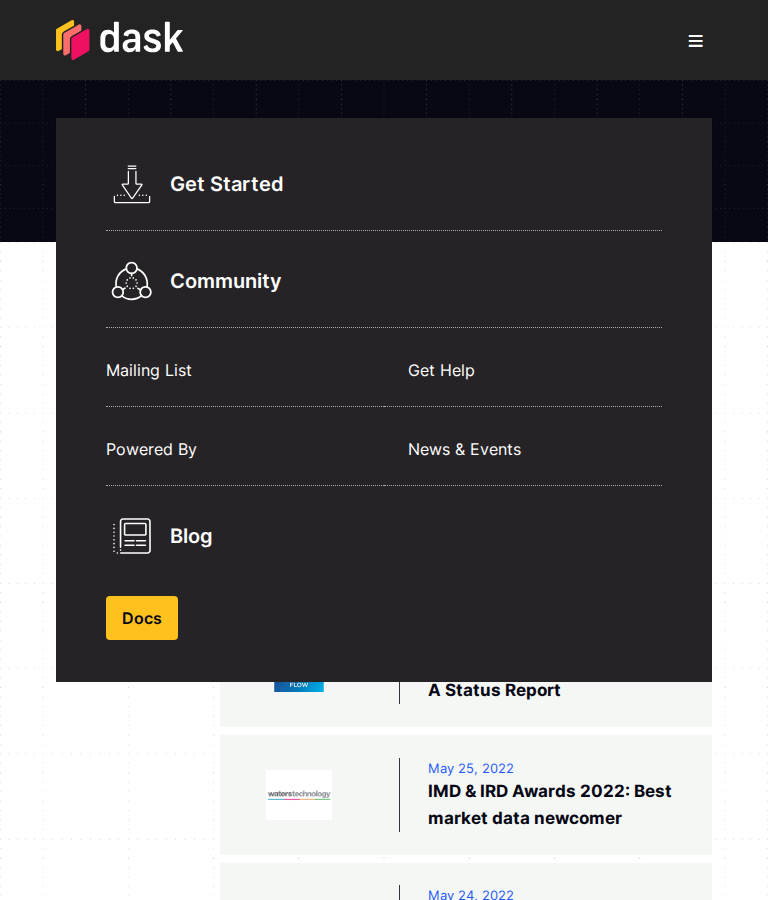 dask
Get Started
Community
Mailing List
Get Help
Powered By
News & Events
Blog
Docs
FLOW
A Status Report
May 25, 2022
waterstechnology
IMD & IRD Awards 2022: Best
market data newcomer
May 24, 2022